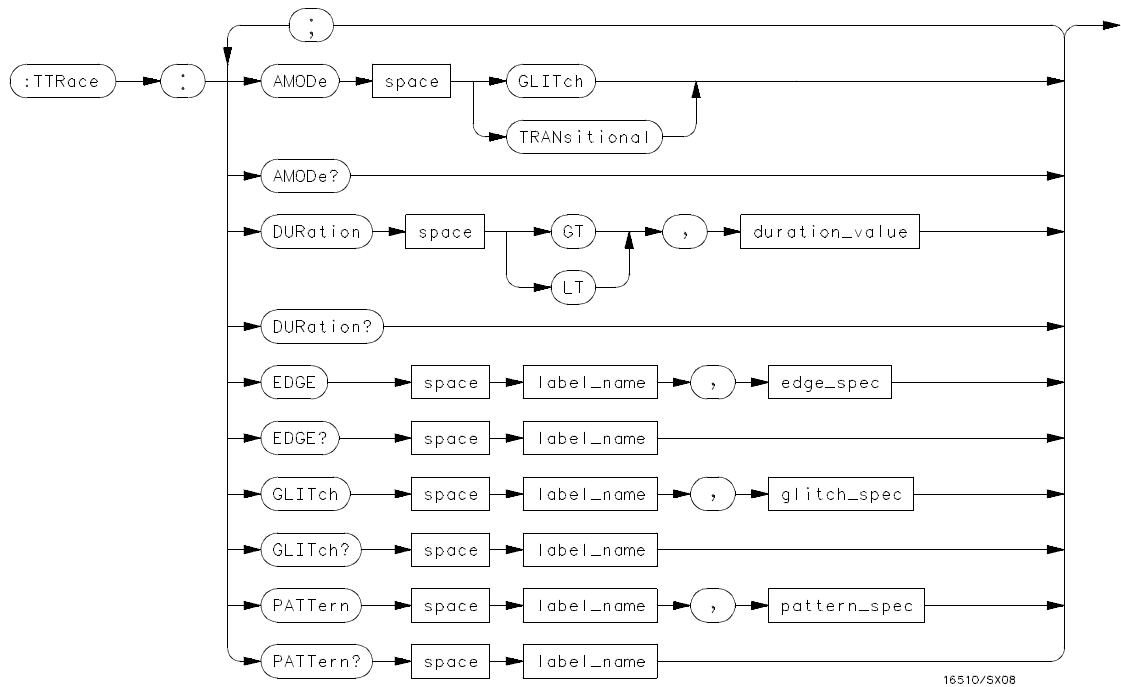 ;
:TTRace : AMODe space GLITch
TRANsitional
AMODe?
DURation space GT , duration_value
LT
DURation?
EDGE space label_name , edge_spec
EDGE? space label_name
GLITch space label_name , glitch_spec
GLITch? space label_name
PATTern space label_name , pattern_spec
PATTern? space label_name
16510/SX08